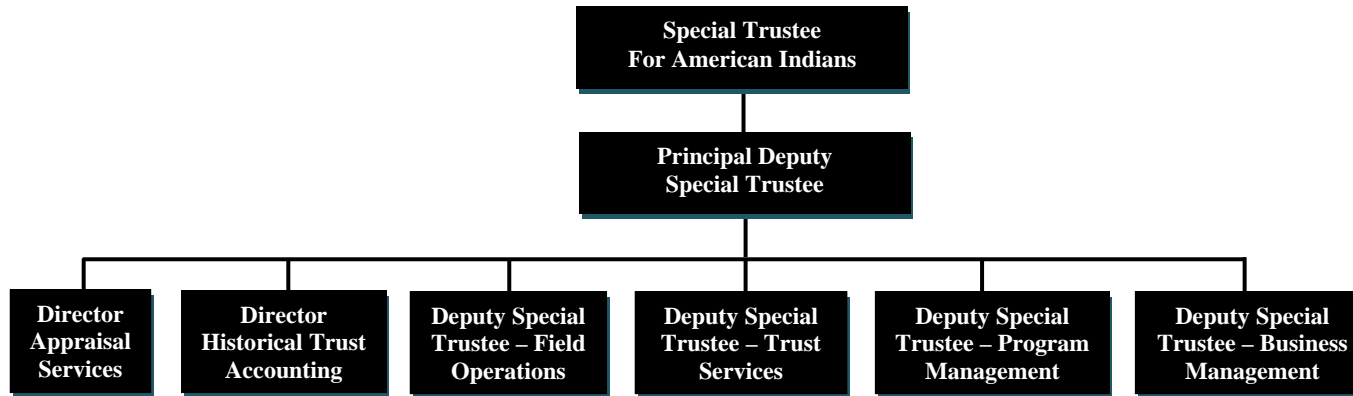 Special Trustee
For American Indians
Principal Deputy
Special Trustee
Director
Appraisal
Services
Director
Historical Trust
Accounting
Deputy Special
Trustee – Field
Operations
Deputy Special
Trustee – Trust
Services
Deputy Special
Trustee – Program
Management
Deputy Special
Trustee – Business
Management